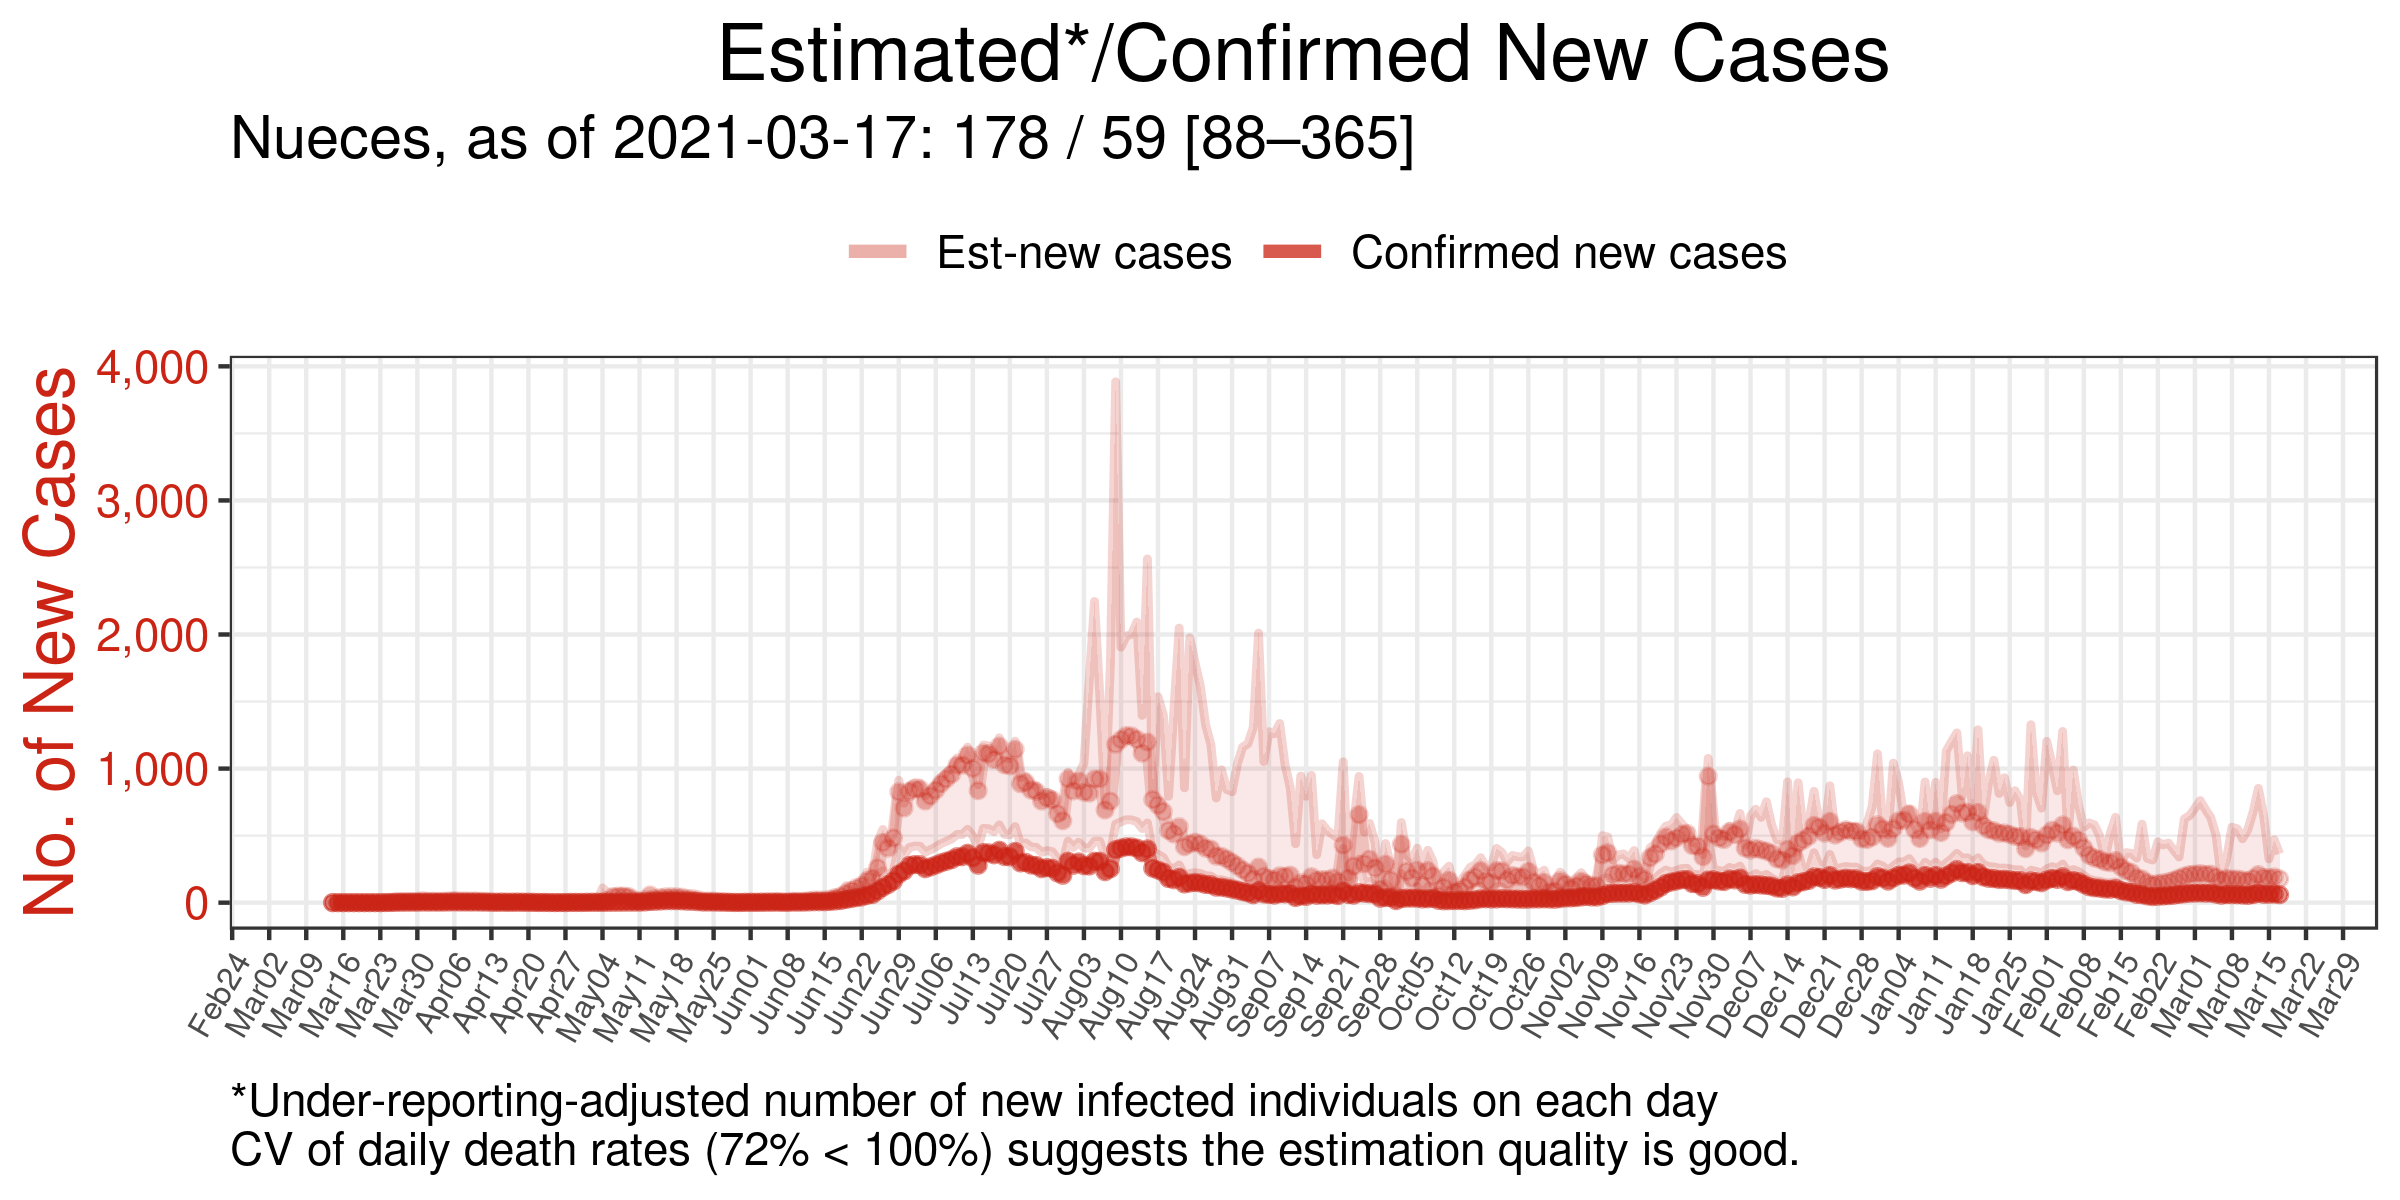 Estimated*/Confirmed New Cases
Nueces, as of 2021-03-17: 178 / 59 [88–365]
Est-new cases
Confirmed new cases
No. of New Cases
4,000
3,000
2,000
1,000
0
Feb24
Mar02
Mar09
Mar16
Mar23
Mar30
Apr06
Apr13
Apr20
Apr27
May04
May11
May18
May25
Jun01
Jun08
Jun15
Jun22
Jun29
Jul06
Jul13
Jul20
Jul27
Aug03
Aug10
Aug17
Aug24
Aug31
Sep07
Sep14
Sep21
Sep28
Oct05
Oct12
Oct19
Oct26
Nov02
Nov09
Nov16
Nov23
Nov30
Dec07
Dec14
Dec21
Dec28
Jan04
Jan11
Jan18
Jan25
Feb01
Feb08
Feb15
Feb22
Mar01
Mar08
Mar15
Mar22
Mar29
*Under-reporting-adjusted number of new infected individuals on each day
CV of daily death rates (72% < 100%) suggests the estimation quality is good.